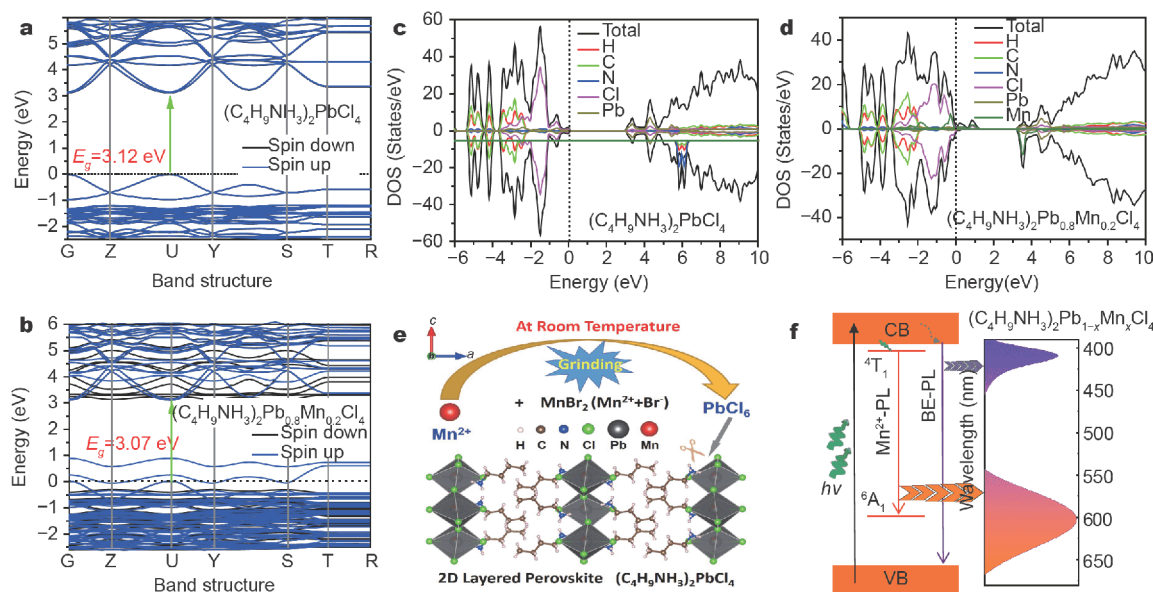 a
Energy (eV)
5
4
3
2
1
0
−1
−2
(C₄H₉NH₃)₂PbCl₄
Eg=3.12 eV
Spin down
Spin up
G Z U Y S T R
Band structure
b
Energy (eV)
6
5
4
3
2
1
0
−1
−2
(C₄H₉NH₃)₂Pb₀.₈Mn₀.₂Cl₄
Eg=3.07 eV
Spin down
Spin up
G Z U Y S T R
Band structure
c
DOS (States/eV)
60
40
20
0
−20
−40
−60
Total
H
C
N
Cl
Pb
(C₄H₉NH₃)₂PbCl₄
−6 −4 −2 0 2 4 6 8 10
Energy (eV)
d
DOS (States/eV)
40
20
0
−20
−40
Total
H
C
N
Cl
Pb
Mn
(C₄H₉NH₃)₂Pb₀.₈Mn₀.₂Cl₄
−6 −4 −2 0 2 4 6 8 10
Energy(eV)
e
c
a
At Room Temperature
Grinding
+ MnBr₂ (Mn²⁺+Br⁻)
Mn²⁺
PbCl₆
H C N Cl Pb Mn
2D Layered Perovskite (C₄H₉NH₃)₂PbCl₄
f
(C₄H₉NH₃)₂Pb₁₋ₓMnₓCl₄
CB
⁴T₁
Mn²⁺-PL
BE-PL
hν
⁶A₁
VB
Wavelength (nm)
400
450
500
550
600
650